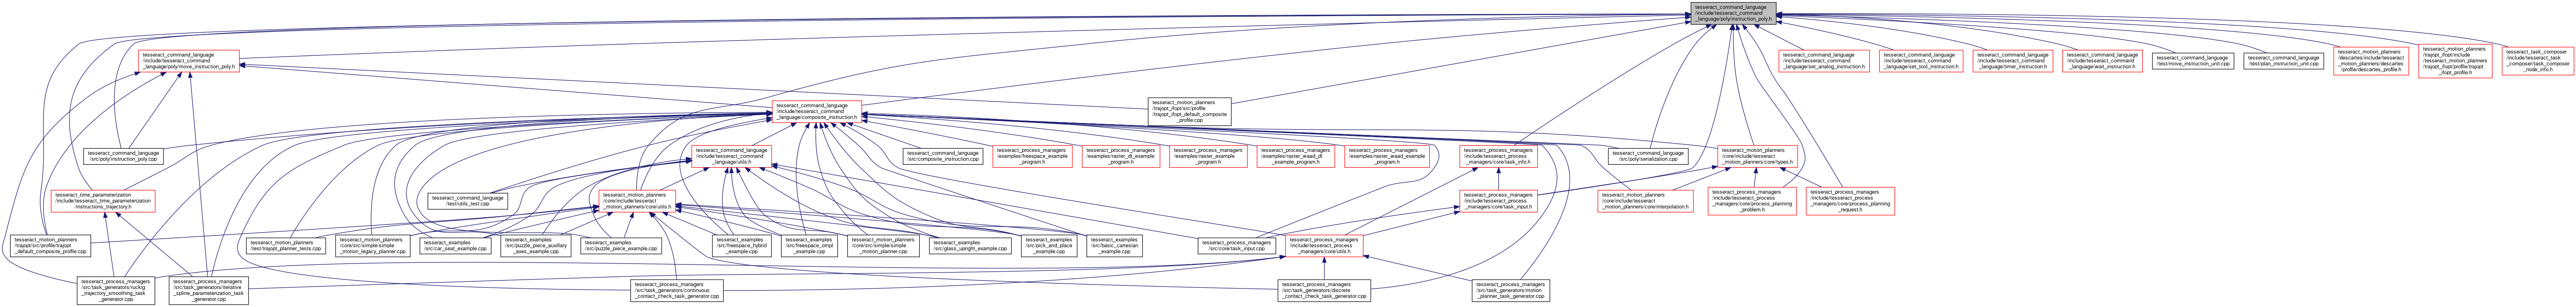 tesseract_command_language
/include/tesseract_command
_language/poly/instruction_poly.h
tesseract_command_language
/include/tesseract_command
_language/poly/move_instruction_poly.h
tesseract_command_language
/include/tesseract_command
_language/set_analog_instruction.h
tesseract_command_language
/include/tesseract_command
_language/set_tool_instruction.h
tesseract_command_language
/include/tesseract_command
_language/timer_instruction.h
tesseract_command_language
/include/tesseract_command
_language/wait_instruction.h
tesseract_command_language
/test/move_instruction_unit.cpp
tesseract_command_language
/test/plan_instruction_unit.cpp
tesseract_motion_planners
/descartes/include/tesseract
_motion_planners/descartes
/profile/descartes_profile.h
tesseract_motion_planners
/trajopt_ifopt/include
/tesseract_motion_planners
/trajopt_ifopt/profile/trajopt
_ifopt_profile.h
tesseract_task_composer
/include/tesseract_task
_composer/task_composer
_node_info.h
tesseract_command_language
/include/tesseract_command
_language/composite_instruction.h
tesseract_motion_planners
/trajopt_ifopt/src/profile
/trajopt_ifopt_default_composite
_profile.cpp
tesseract_command_language
/src/poly/instruction_poly.cpp
tesseract_command_language
/include/tesseract_command
_language/utils.h
tesseract_command_language
/src/composite_instruction.cpp
tesseract_process_managers
/examples/freespace_example
_program.h
tesseract_process_managers
/examples/raster_dt_example
_program.h
tesseract_process_managers
/examples/raster_example
_program.h
tesseract_process_managers
/examples/raster_waad_dt
_example_program.h
tesseract_process_managers
/examples/raster_waad_example
_program.h
tesseract_process_managers
/include/tesseract_process
_managers/core/task_info.h
tesseract_command_language
/src/poly/serialization.cpp
tesseract_motion_planners
/core/include/tesseract
_motion_planners/core/types.h
tesseract_time_parameterization
/include/tesseract_time_parameterization
/instructions_trajectory.h
tesseract_command_language
/test/utils_test.cpp
tesseract_motion_planners
/core/include/tesseract
_motion_planners/core/utils.h
tesseract_process_managers
/include/tesseract_process
_managers/core/task_input.h
tesseract_motion_planners
/core/include/tesseract
_motion_planners/core/interpolation.h
tesseract_process_managers
/include/tesseract_process
_managers/core/process_planning
_problem.h
tesseract_process_managers
/include/tesseract_process
_managers/core/process_planning
_request.h
tesseract_motion_planners
/trajopt/src/profile/trajopt
_default_composite_profile.cpp
tesseract_motion_planners
/test/trajopt_planner_tests.cpp
tesseract_motion_planners
/core/src/simple/simple
_motion_legacy_planner.cpp
tesseract_examples
/src/car_seat_example.cpp
tesseract_examples
/src/puzzle_piece_auxillary
_axes_example.cpp
tesseract_examples
/src/puzzle_piece_example.cpp
tesseract_examples
/src/freespace_hybrid
_example.cpp
tesseract_examples
/src/freespace_ompl
_example.cpp
tesseract_motion_planners
/core/src/simple/simple
_motion_planner.cpp
tesseract_examples
/src/glass_upright_example.cpp
tesseract_examples
/src/pick_and_place
_example.cpp
tesseract_examples
/src/basic_cartesian
_example.cpp
tesseract_process_managers
/src/core/task_input.cpp
tesseract_process_managers
/include/tesseract_process
_managers/core/utils.h
tesseract_process_managers
/src/task_generators/ruckig
_trajectory_smoothing_task
_generator.cpp
tesseract_process_managers
/src/task_generators/iterative
_spline_parameterization_task
_generator.cpp
tesseract_process_managers
/src/task_generators/continuous
_contact_check_task_generator.cpp
tesseract_process_managers
/src/task_generators/discrete
_contact_check_task_generator.cpp
tesseract_process_managers
/src/task_generators/motion
_planner_task_generator.cpp